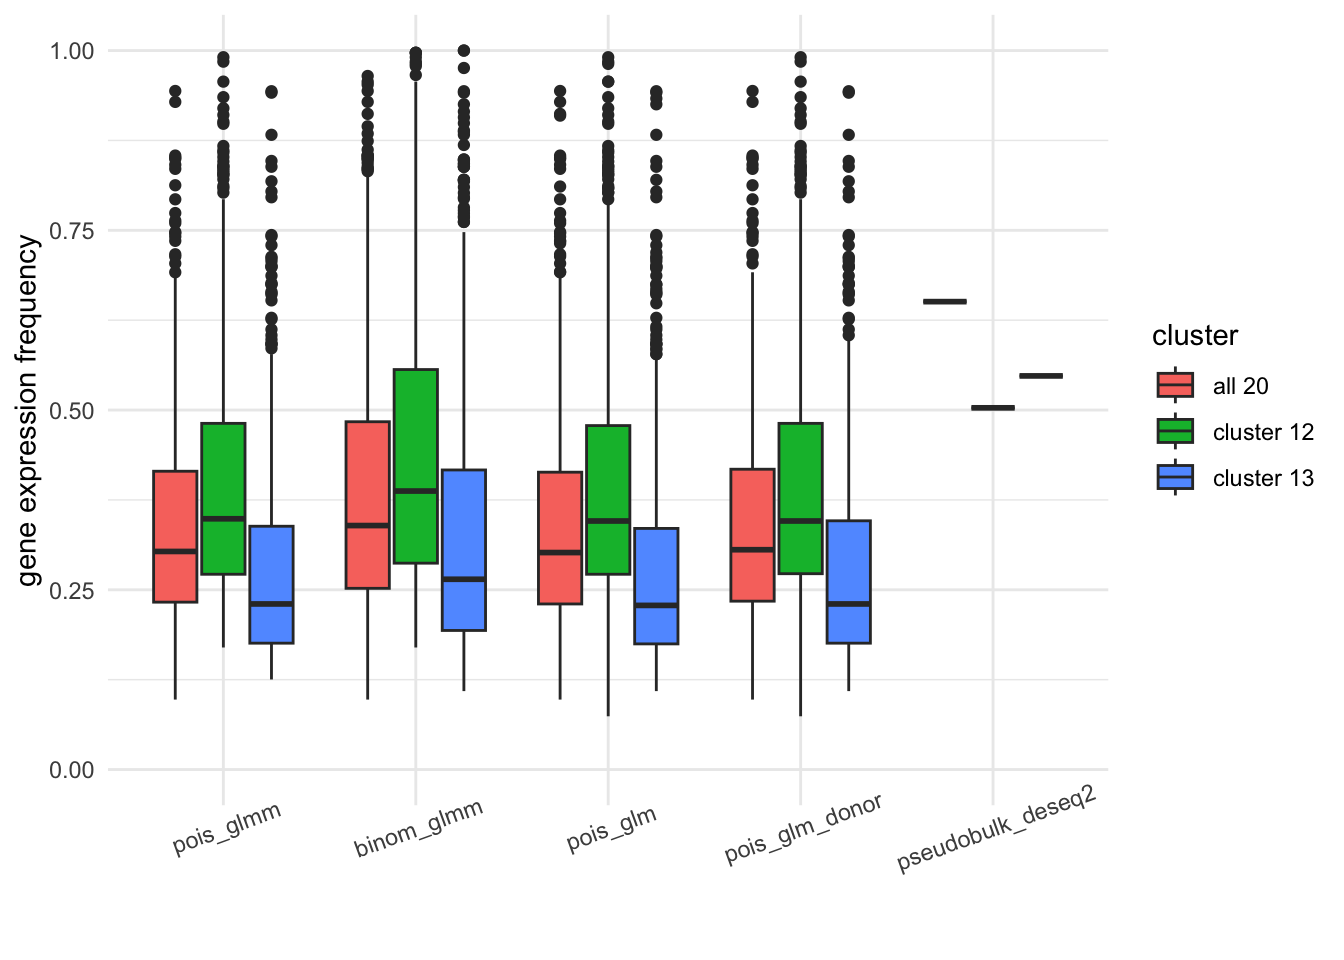 gene expression frequency
1.00
0.75
0.50
0.25
0.00
pois_glmm
binom_glmm
pois_glm
pois_glm_donor
pseudobulk_deseq2
cluster
all 20
cluster 12
cluster 13